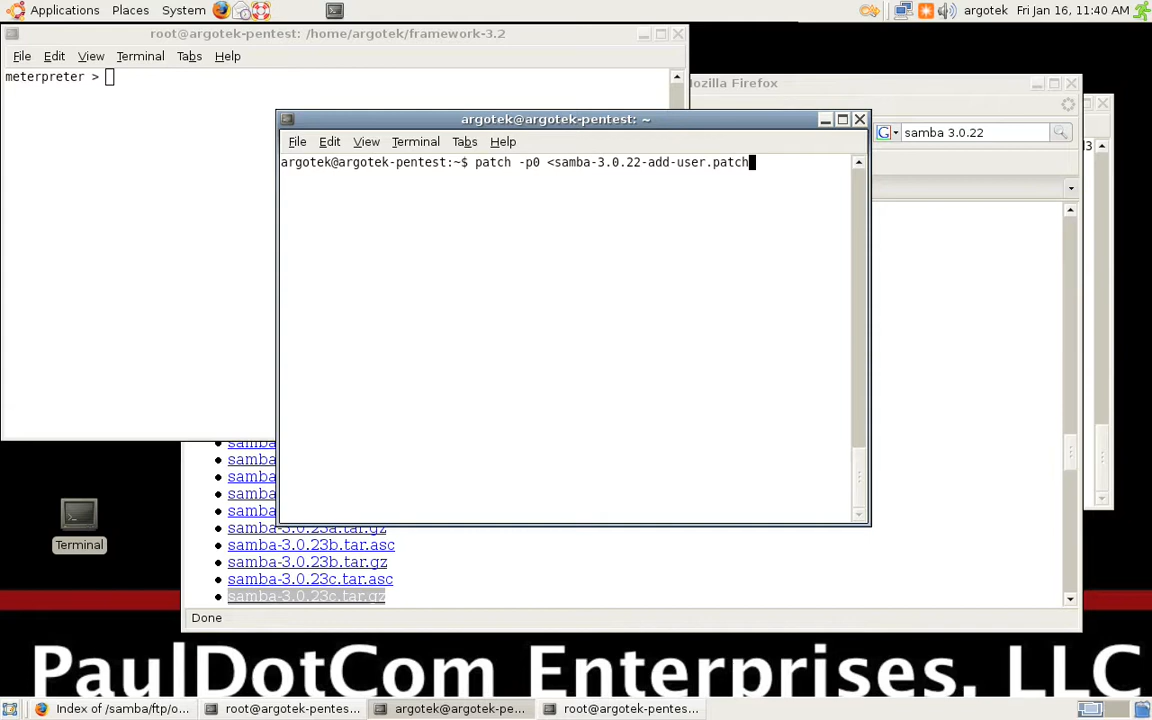 Applications Places System argotek Fri Jan 16, 11:40 AM
root@argotek-pentest: /home/argotek/framework-3.2
File Edit View Terminal Tabs Help
meterpreter >
ozilla Firefox
samba 3.0.22
argotek@argotek-pentest: ~
File Edit View Terminal Tabs Help
argotek@argotek-pentest:~$ patch -p0 <samba-3.0.22-add-user.patch
samba-3.0.23a.tar.gz
samba-3.0.23b.tar.asc
samba-3.0.23b.tar.gz
samba-3.0.23c.tar.asc
samba-3.0.23c.tar.gz
Done
Terminal
PaulDotCom Enterprises, LLC
Index of /samba/ftp/o... root@argotek-pentes... argotek@argotek-pe... root@argotek-pentes...